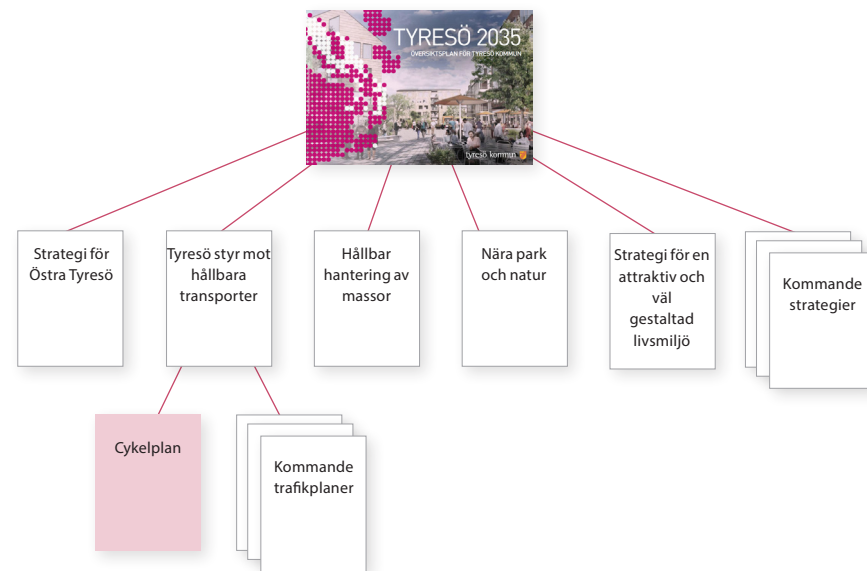 TYRESÖ 2035
ÖVERSIKTSPLAN FÖR TYRESÖ KOMMUN
tyresö kommun
Strategi för
Östra Tyresö
Tyresö styr mot
hållbara
transporter
Hållbar
hantering av
massor
Nära park
och natur
Strategi för en
attraktiv och
väl
gestaltad
livsmiljö
Kommande
strategier
Cykelplan
Kommande
trafikplaner